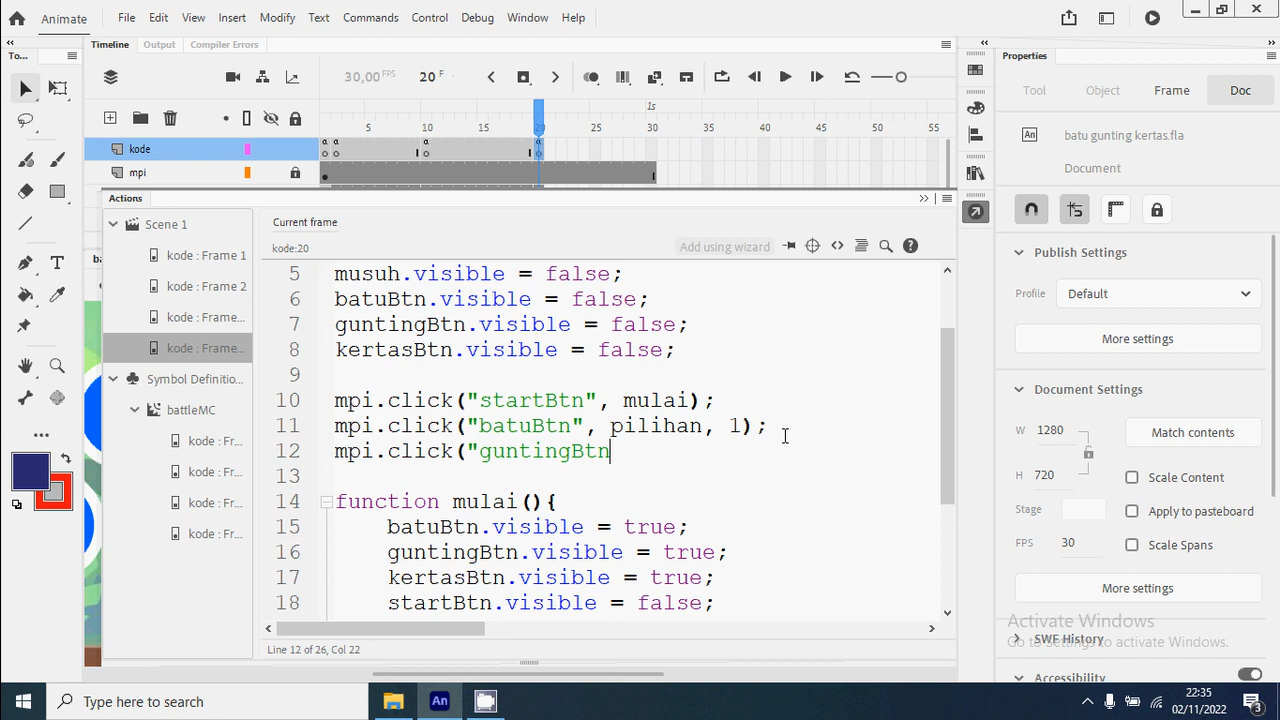 Animate File Edit View Insert Modify Text Commands Control Debug Window Help
To... Timeline Output Compiler Errors Properties
30,00 FPS 20 F Tool Object Frame Doc
1s
5 10 15 20 25 30 35 40 45 50 55
kode
mpi
An batu gunting kertas.fla
Document
Actions
Scene 1
kode : Frame 1
kode : Frame 2
kode : Frame...
kode : Frame...
Symbol Definitio...
battleMC
kode : Fr...
kode : Fr...
kode : Fr...
kode : Fr...
Current frame
kode:20 Add using wizard
5 musuh.visible = false;
6 batuBtn.visible = false;
7 guntingBtn.visible = false;
8 kertasBtn.visible = false;
9
10 mpi.click("startBtn", mulai);
11 mpi.click("batuBtn", pilihan, 1);
12 mpi.click("guntingBtn
13
14 function mulai(){
15 batuBtn.visible = true;
16 guntingBtn.visible = true;
17 kertasBtn.visible = true;
18 startBtn.visible = false;
Line 12 of 26, Col 22
Publish Settings
Profile Default
More settings
Document Settings
W 1280 Match contents
H 720 Scale Content
Stage Apply to pasteboard
FPS 30 Scale Spans
More settings
Activate Windows
Go to Settings to activate Windows.
SWF History
Accessibility
Type here to search An 22:35
02/11/2022 3